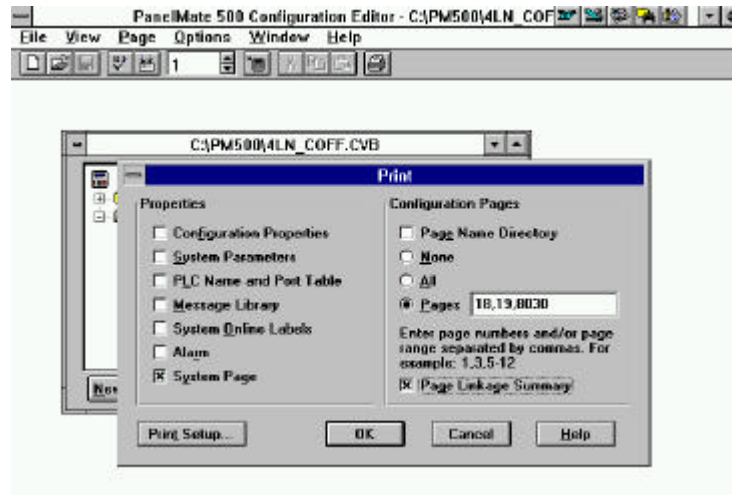 PanelMate 500 Configuration Editor - C:\PM500\4LN_COF
File View Page Options Window Help
1
C:\PM500\4LN_COFF.CVB
Print
Properties
Configuration Properties
System Parameters
PLC Name and Port Table
Message Library
System Online Labels
Alarm
System Page
Configuration Pages
Page Name Directory
None
All
Pages 18,19,8030
Enter page numbers and/or page
range separated by commas. For
example: 1,3,5-12
Page Linkage Summary
Print Setup...
OK
Cancel
Help